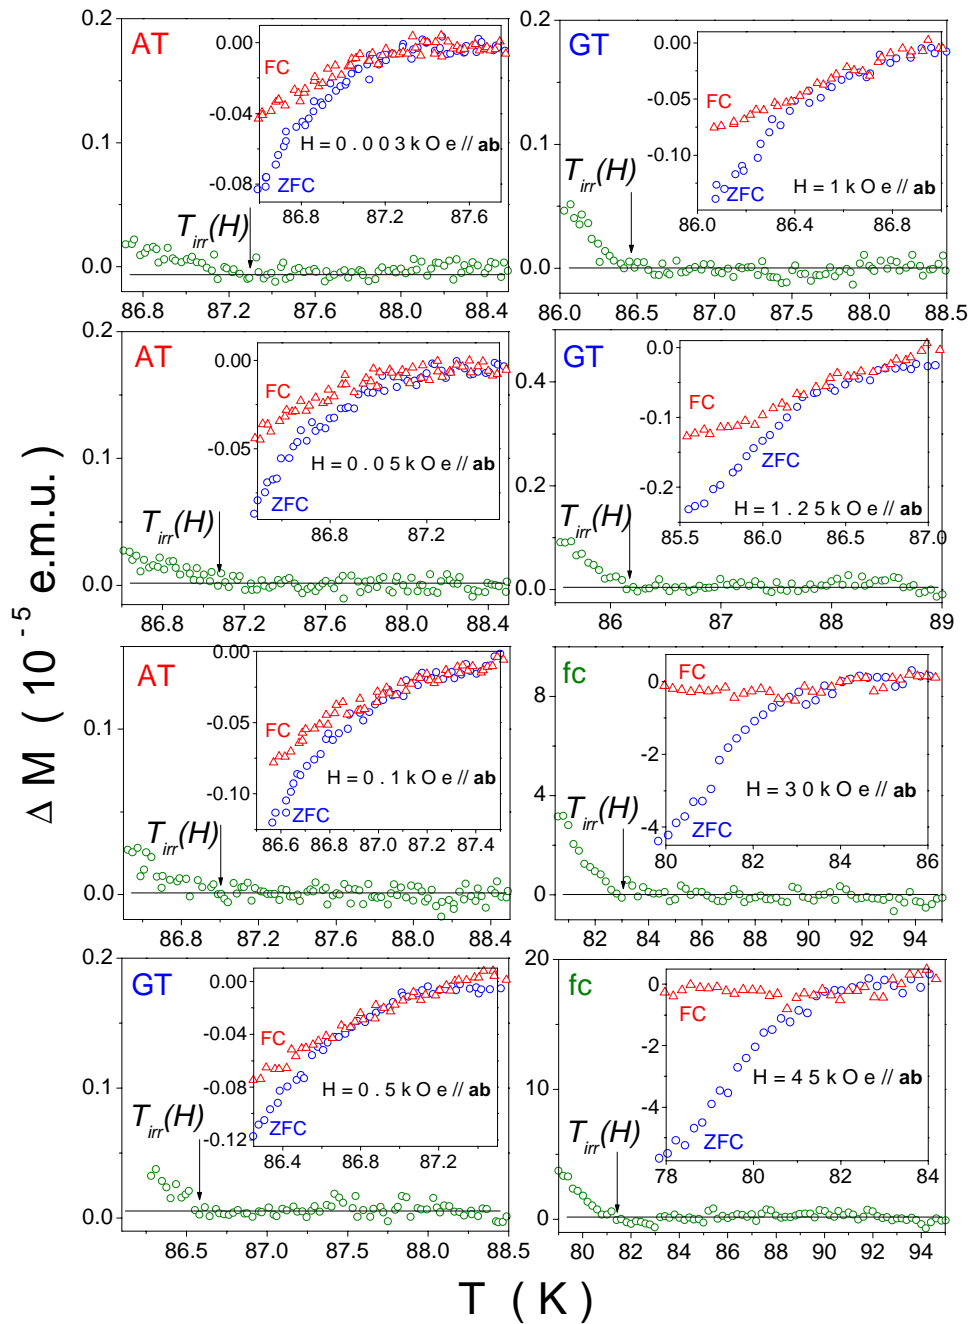 Δ M ( 10⁻⁵ e.m.u. )
T ( K )
AT
0.2
0.1
0.0
86.8 87.2 87.6 88.0 88.4
T_irr(H)
0.00
-0.04
-0.08
86.8 87.2 87.6
FC
ZFC
H = 0.003 kOe // ab
GT
0.2
0.1
0.0
86.0 86.5 87.0 87.5 88.0 88.5
T_irr(H)
0.00
-0.05
-0.10
86.0 86.4 86.8
FC
ZFC
H = 1 kOe // ab
AT
0.2
0.1
0.0
86.8 87.2 87.6 88.0 88.4
T_irr(H)
0.00
-0.05
86.8 87.2
FC
ZFC
H = 0.05 kOe // ab
GT
0.4
0.2
0.0
86 87 88 89
T_irr(H)
0.0
-0.1
-0.2
85.5 86.0 86.5 87.0
FC
ZFC
H = 1.25 kOe // ab
AT
0.1
0.0
86.8 87.2 87.6 88.0 88.4
T_irr(H)
0.00
-0.05
-0.10
86.6 86.8 87.0 87.2 87.4
FC
ZFC
H = 0.1 kOe // ab
fc
8
4
0
82 84 86 88 90 92 94
T_irr(H)
0
-2
-4
80 82 84 86
FC
ZFC
H = 30 kOe // ab
GT
0.2
0.1
0.0
86.5 87.0 87.5 88.0 88.5
T_irr(H)
0.00
-0.04
-0.08
-0.12
86.4 86.8 87.2
FC
ZFC
H = 0.5 kOe // ab
fc
20
10
0
80 82 84 86 88 90 92 94
T_irr(H)
0
-2
-4
78 80 82 84
FC
ZFC
H = 45 kOe // ab